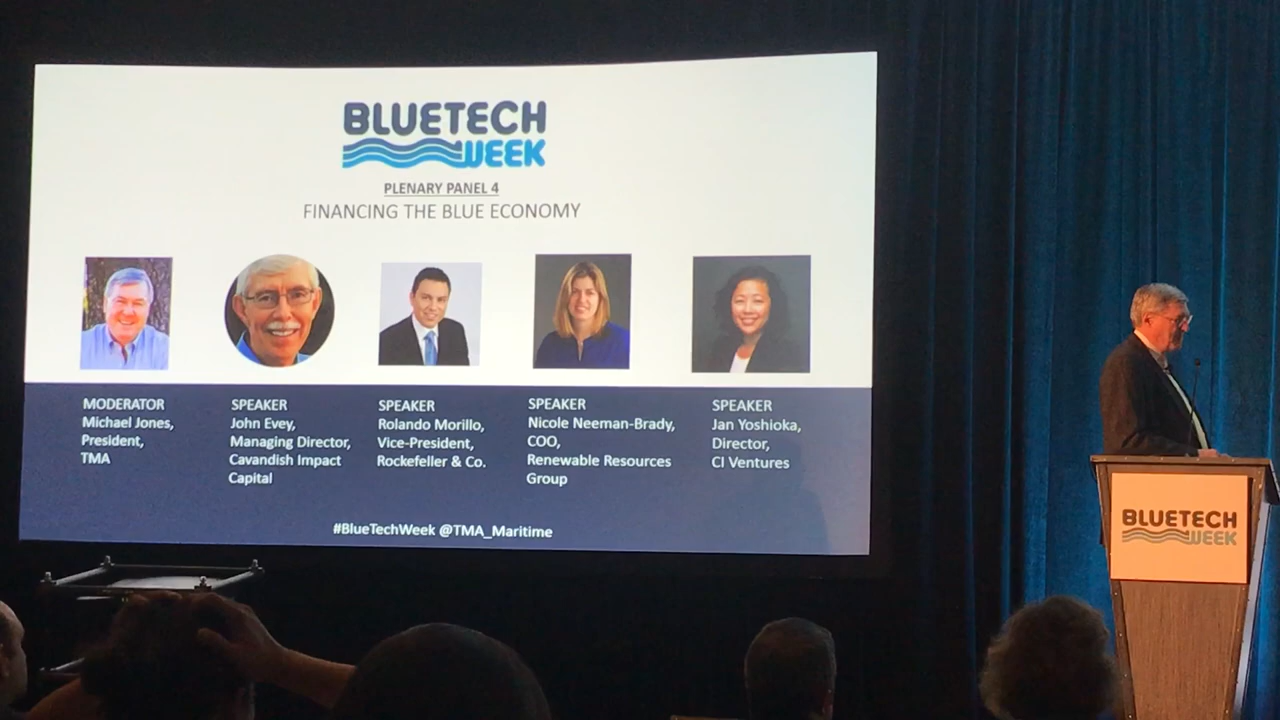 BLUETECH
WEEK
PLENARY PANEL 4
FINANCING THE BLUE ECONOMY
MODERATOR
Michael Jones,
President,
TMA
SPEAKER
John Evey,
Managing Director,
Cavandish Impact
Capital
SPEAKER
Rolando Morillo,
Vice-President,
Rockefeller & Co.
SPEAKER
Nicole Neeman-Brady,
COO,
Renewable Resources
Group
SPEAKER
Jan Yoshioka,
Director,
CI Ventures
#BlueTechWeek @TMA_Maritime
BLUETECH
WEEK